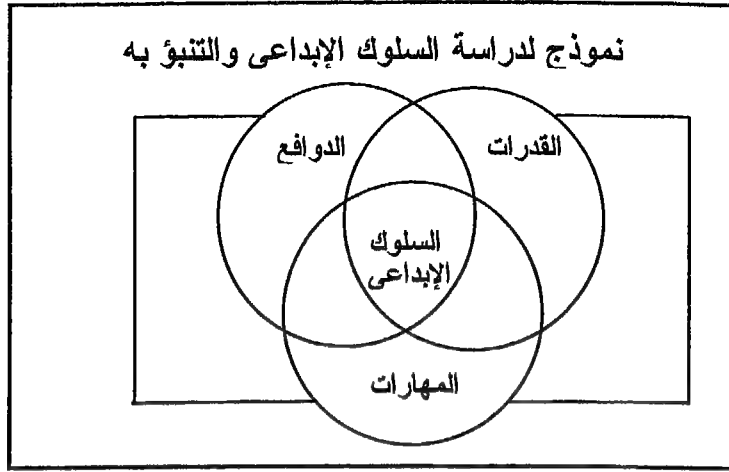 نموذج لدراسة السلوك الإبداعى والتنبؤ به
القدرات
الدوافع
السلوك
الإبداعى
المهارات